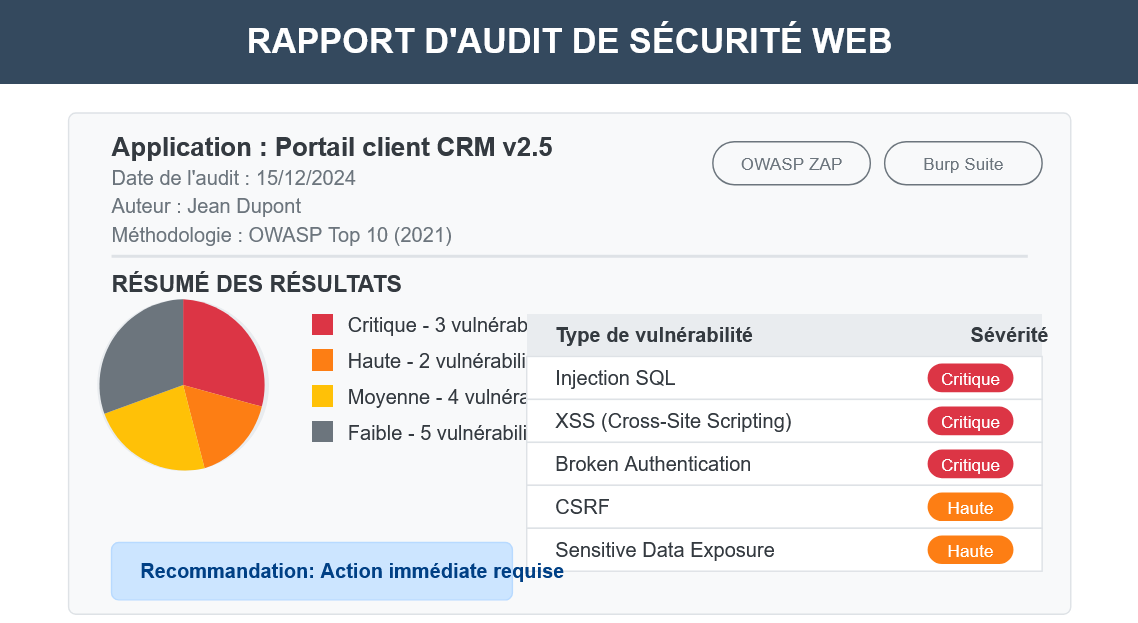 RAPPORT D'AUDIT DE SÉCURITÉ WEB
Application : Portail client CRM v2.5
OWASP ZAP
Burp Suite
Date de l'audit : 15/12/2024
Auteur : Jean Dupont
Méthodologie : OWASP Top 10 (2021)
RÉSUMÉ DES RÉSULTATS
Critique - 3 vulnérab
Haute - 2 vulnérabili
Moyenne - 4 vulnéra
Faible - 5 vulnérabili
Type de vulnérabilité Sévérité
Injection SQL Critique
XSS (Cross-Site Scripting) Critique
Broken Authentication Critique
CSRF Haute
Sensitive Data Exposure Haute
Recommandation: Action immédiate requise